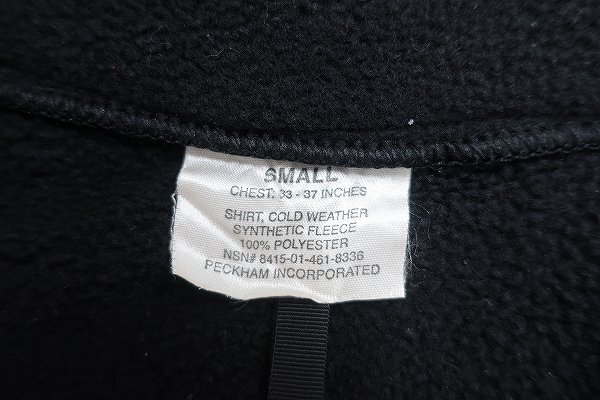 SMALL
CHEST: 33 - 37 INCHES
SHIRT, COLD WEATHER
SYNTHETIC FLEECE
100% POLYESTER
NSN# 8415-01-461-8336
PECKHAM INCORPORATED